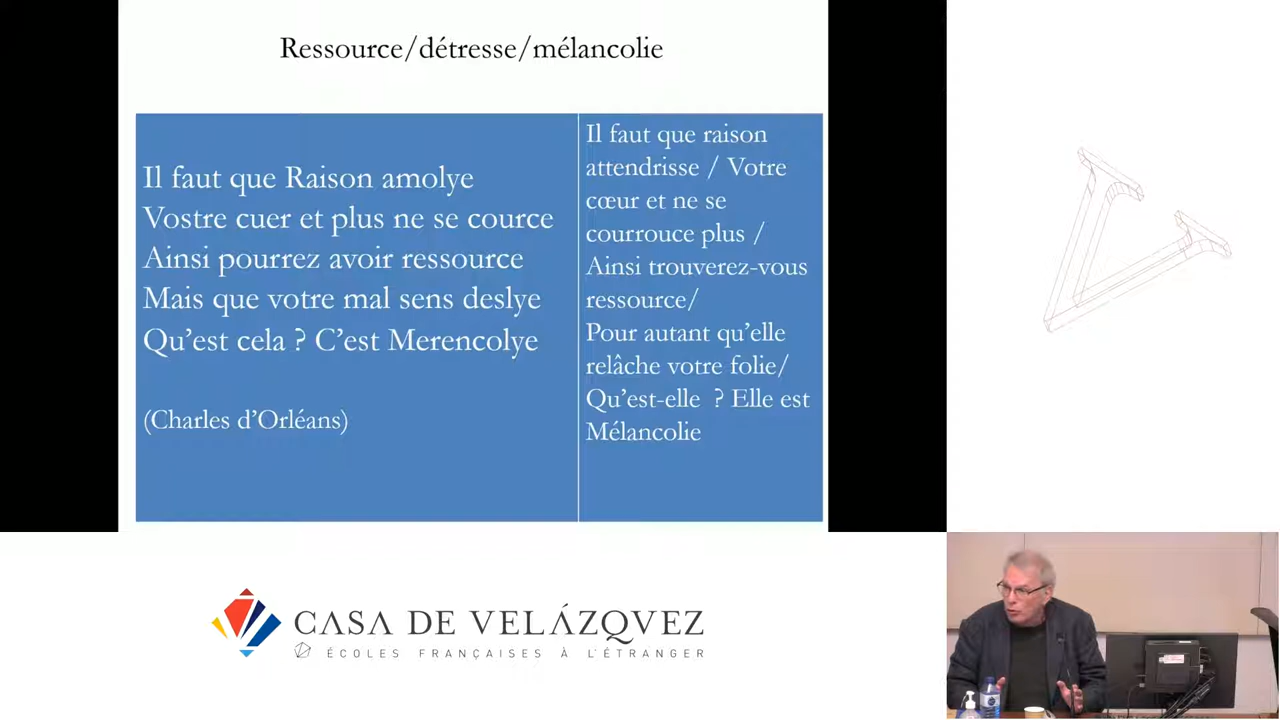 Ressource/détresse/mélancolie
Il faut que Raison amolye
Vostre cuer et plus ne se cource
Ainsi pourrez avoir ressource
Mais que votre mal sens deslye
Qu'est cela ? C'est Merencolye
(Charles d'Orléans)
Il faut que raison
attendrisse / Votre
cœur et ne se
courrouce plus /
Ainsi trouverez-vous
ressource/
Pour autant qu'elle
relâche votre folie/
Qu'est-elle ? Elle est
Mélancolie
CASA DE VELÁZQVEZ
ÉCOLES FRANÇAISES À L'ÉTRANGER